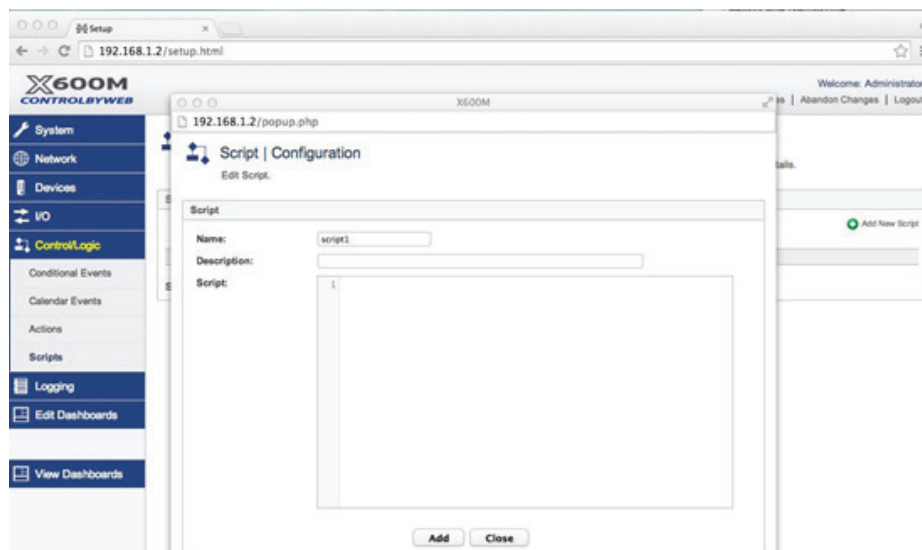 Setup
192.168.1.2/setup.html
X600M
CONTROLBYWEB
Welcome: Administrator
es | Abandon Changes | Logout
System
Network
Devices
I/O
Control/Logic
Conditional Events
Calendar Events
Actions
Scripts
Logging
Edit Dashboards
View Dashboards
tails.
Add New Script
X600M
192.168.1.2/popup.php
Script | Configuration
Edit Script.
Script
Name:
script1
Description:
Script:
1
Add
Close